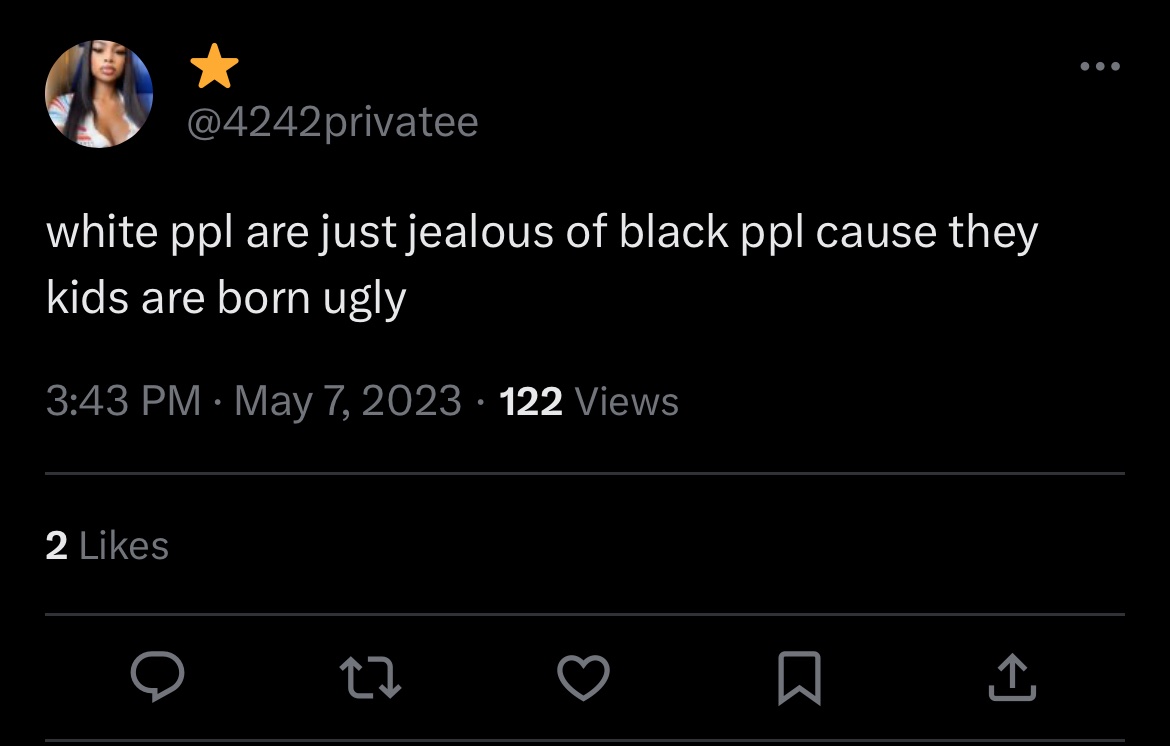 @4242privatee
white ppl are just jealous of black ppl cause they
kids are born ugly
3:43 PM · May 7, 2023 · 122 Views
2 Likes